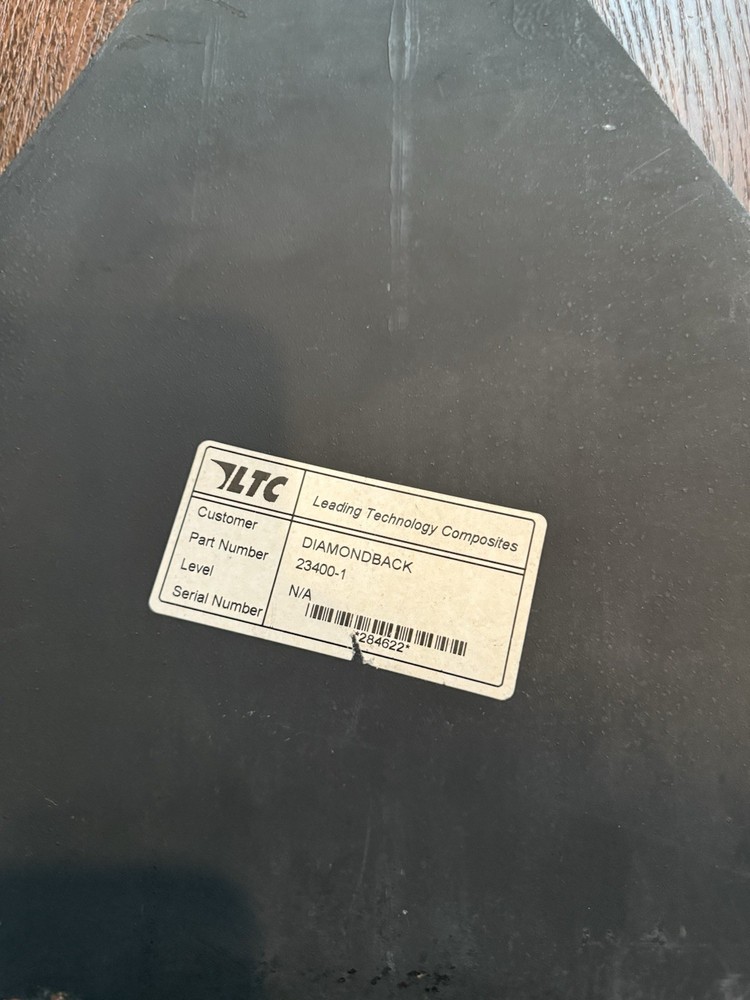 LTC Leading Technology Composites
Customer DIAMONDBACK
Part Number 23400-1
Level N/A
Serial Number *284622*